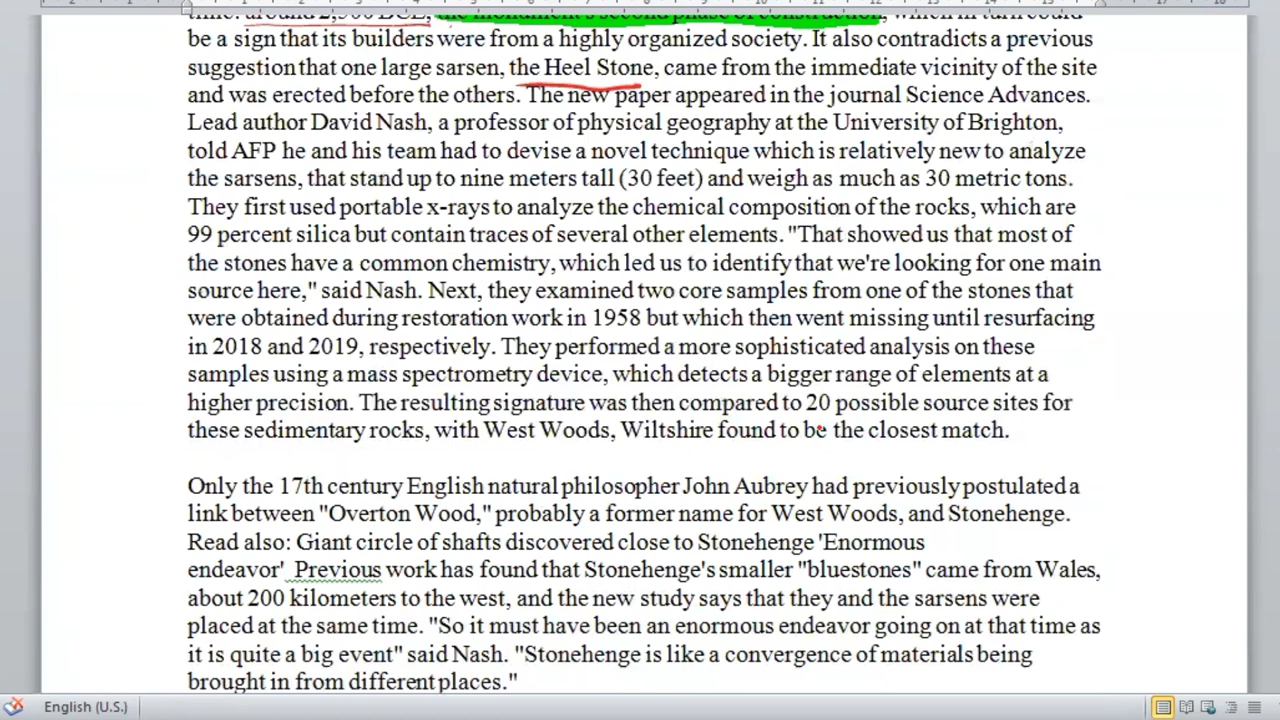 time: around 2,500 BCE, the monument's second phase of construction, which in turn could
be a sign that its builders were from a highly organized society. It also contradicts a previous
suggestion that one large sarsen, the Heel Stone, came from the immediate vicinity of the site
and was erected before the others. The new paper appeared in the journal Science Advances.
Lead author David Nash, a professor of physical geography at the University of Brighton,
told AFP he and his team had to devise a novel technique which is relatively new to analyze
the sarsens, that stand up to nine meters tall (30 feet) and weigh as much as 30 metric tons.
They first used portable x-rays to analyze the chemical composition of the rocks, which are
99 percent silica but contain traces of several other elements. "That showed us that most of
the stones have a common chemistry, which led us to identify that we're looking for one main
source here," said Nash. Next, they examined two core samples from one of the stones that
were obtained during restoration work in 1958 but which then went missing until resurfacing
in 2018 and 2019, respectively. They performed a more sophisticated analysis on these
samples using a mass spectrometry device, which detects a bigger range of elements at a
higher precision. The resulting signature was then compared to 20 possible source sites for
these sedimentary rocks, with West Woods, Wiltshire found to be the closest match.
Only the 17th century English natural philosopher John Aubrey had previously postulated a
link between "Overton Wood," probably a former name for West Woods, and Stonehenge.
Read also: Giant circle of shafts discovered close to Stonehenge 'Enormous
endeavor' Previous work has found that Stonehenge's smaller "bluestones" came from Wales,
about 200 kilometers to the west, and the new study says that they and the sarsens were
placed at the same time. "So it must have been an enormous endeavor going on at that time as
it is quite a big event" said Nash. "Stonehenge is like a convergence of materials being
brought in from different places."
English (U.S.)